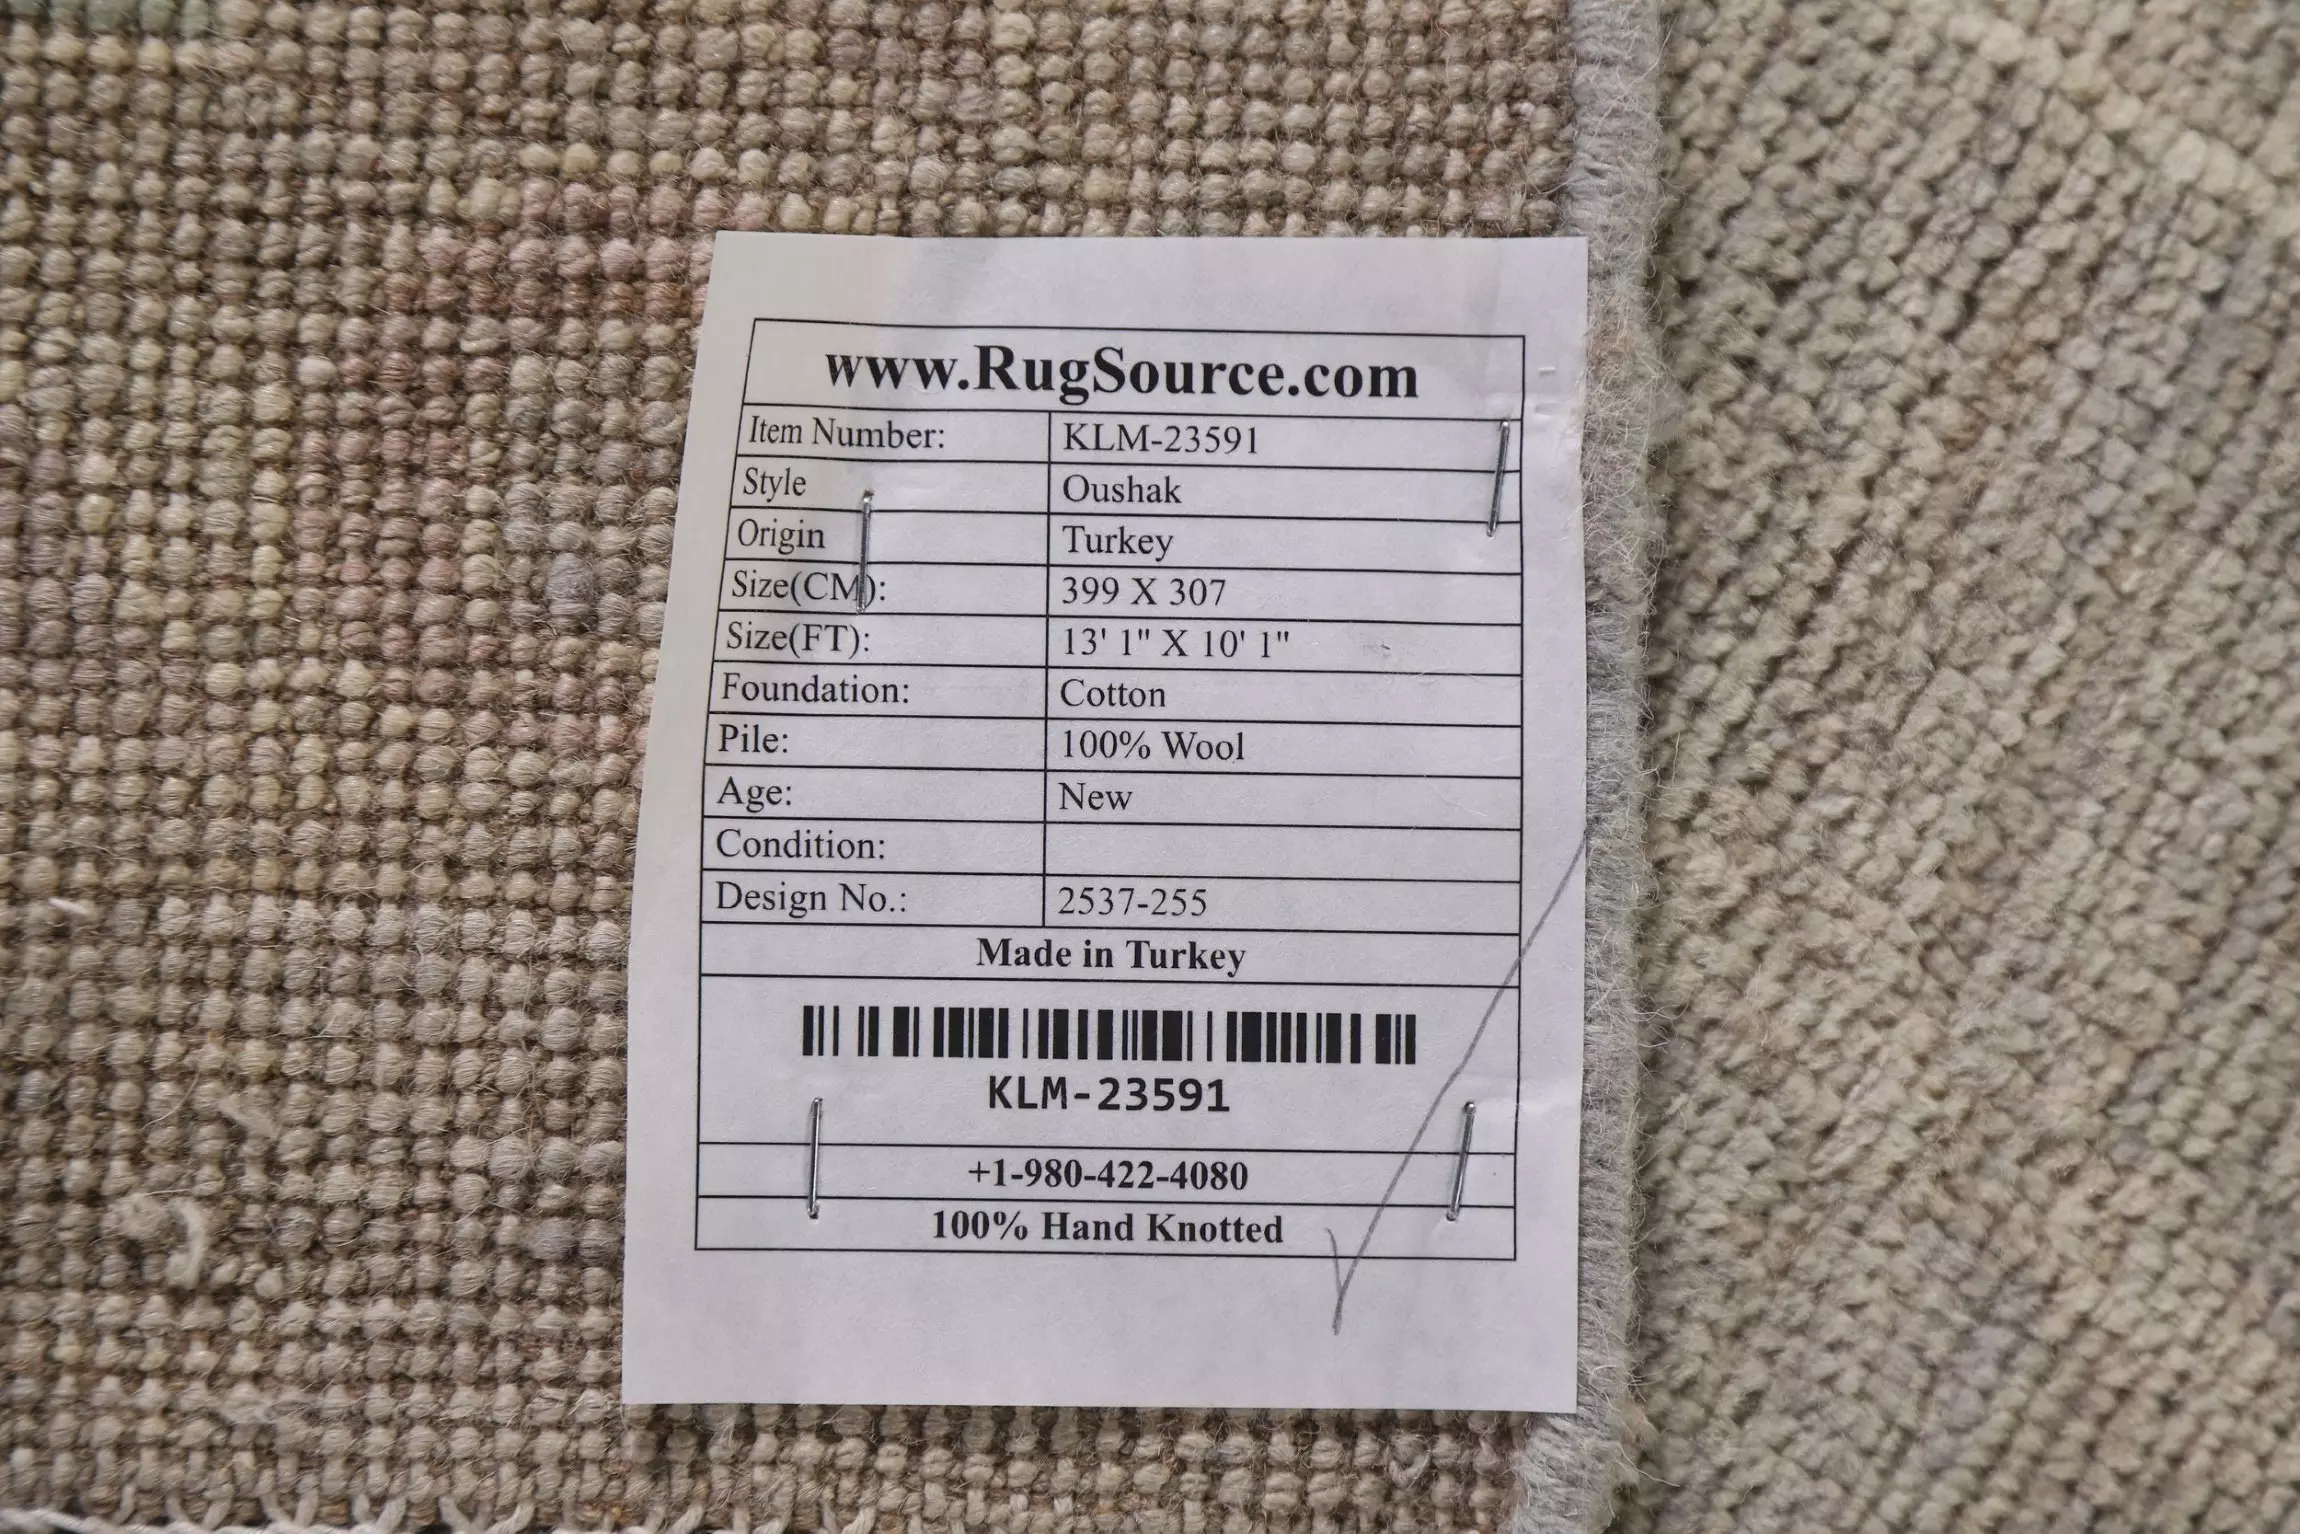 www.RugSource.com
Item Number: KLM-23591
Style Oushak
Origin Turkey
Size(CM): 399 X 307
Size(FT): 13' 1" X 10' 1"
Foundation: Cotton
Pile: 100% Wool
Age: New
Condition:
Design No.: 2537-255
Made in Turkey
KLM-23591
+1-980-422-4080
100% Hand Knotted